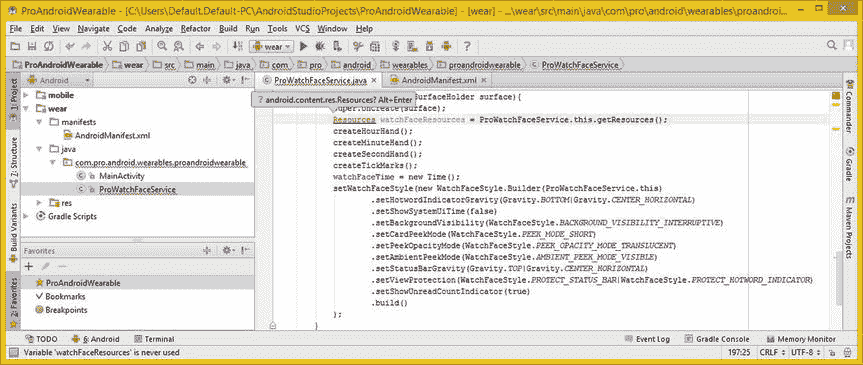 ProAndroidWearable - [C:\Users\Default.Default-PC\AndroidStudioProjects\ProAndroidWearable] - [wear] - ...\wear\src\main\java\com\pro\android\wearables\proandroi...
File Edit View Navigate Code Analyze Refactor Build Run Tools VCS Window Help
wear
ProAndroidWearable wear src main java com pro android wearables proandroidwearable ProWatchFaceService
Android
ProWatchFaceService.java
AndroidManifest.xml
1: Project
Z: Structure
Build Variants
2: Favorites
mobile
wear
manifests
AndroidManifest.xml
java
com.pro.android.wearables.proandroidwearable
MainActivity
ProWatchFaceService
res
Gradle Scripts
Favorites
ProAndroidWearable
Bookmarks
Breakpoints
? android.content.res.Resources? Alt+Enter
urfaceHolder surface){
uper.onCreate(surface);
Resources watchFaceResources = ProWatchFaceService.this.getResources();
createHourHand();
createMinuteHand();
createSecondHand();
createTickMarks();
watchFaceTime = new Time();
setWatchFaceStyle(new WatchFaceStyle.Builder(ProWatchFaceService.this)
.setHotwordIndicatorGravity(Gravity.BOTTOM|Gravity.CENTER_HORIZONTAL)
.setShowSystemUiTime(false)
.setBackgroundVisibility(WatchFaceStyle.BACKGROUND_VISIBILITY_INTERRUPTIVE)
.setCardPeekMode(WatchFaceStyle.PEEK_MODE_SHORT)
.setPeekOpacityMode(WatchFaceStyle.PEEK_OPACITY_MODE_TRANSLUCENT)
.setAmbientPeekMode(WatchFaceStyle.AMBIENT_PEEK_MODE_VISIBLE)
.setStatusBarGravity(Gravity.TOP|Gravity.CENTER_HORIZONTAL)
.setViewProtection(WatchFaceStyle.PROTECT_STATUS_BAR|WatchFaceStyle.PROTECT_HOTWORD_INDICATOR)
.setShowUnreadCountIndicator(true)
.build()
);
}
Gradle
Maven Projects
TODO
6: Android
Terminal
Event Log
Gradle Console
Memory Monitor
Variable 'watchFaceResources' is never used
197:25 CRLF UTF-8